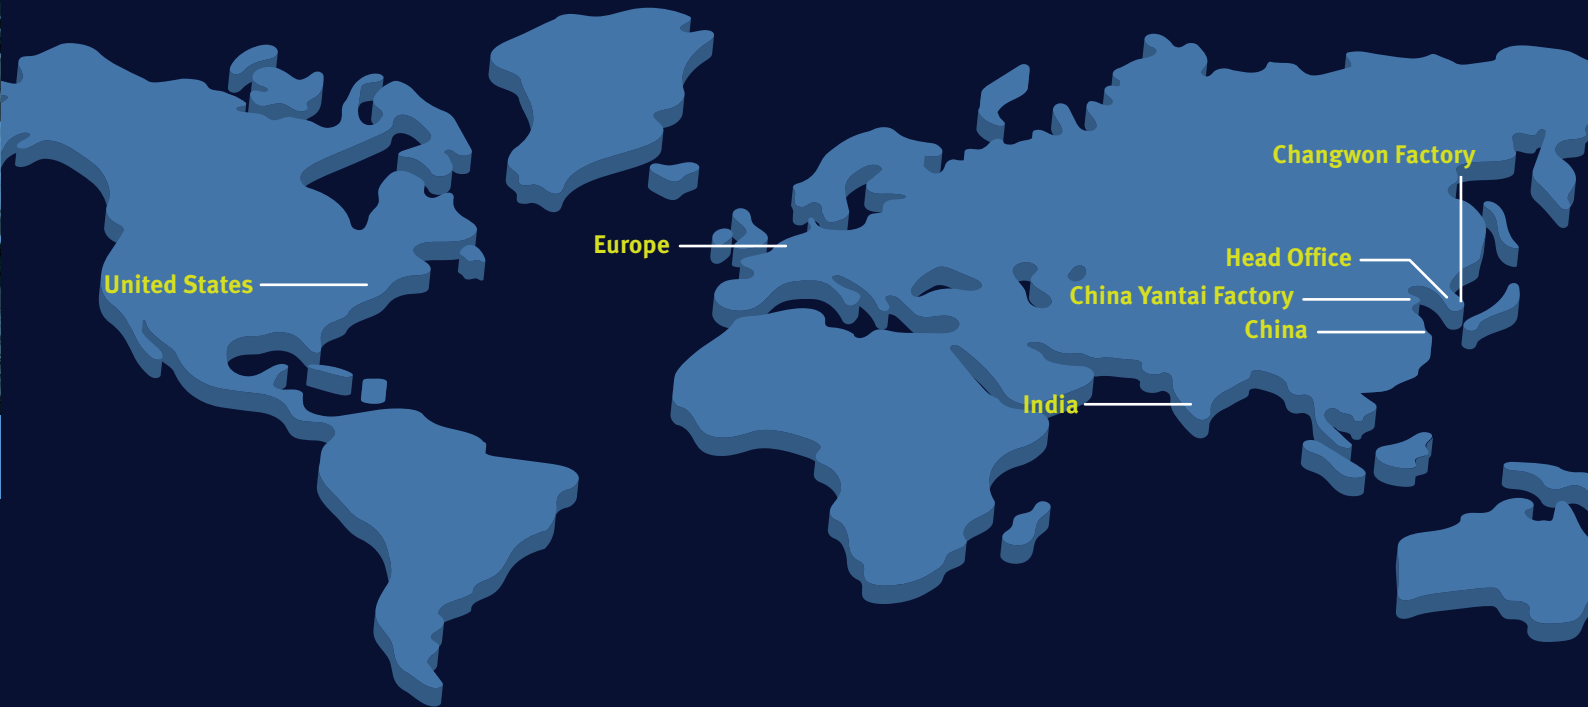 Changwon Factory
Europe
Head Office
United States
China Yantai Factory
China
India